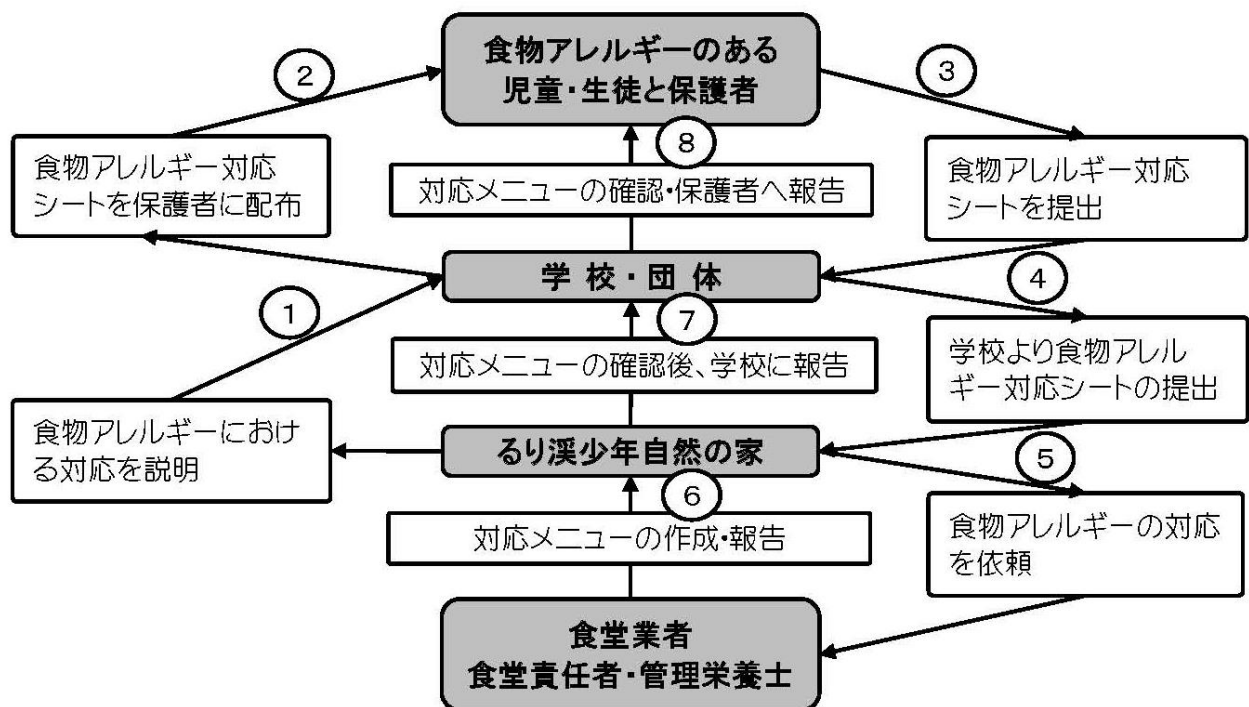 食物アレルギーのある
児童・生徒と保護者
②
③
⑧
食物アレルギー対応
シートを保護者に配布
対応メニューの確認・保護者へ報告
食物アレルギー対応
シートを提出
学校・団体
①
④
⑦
対応メニューの確認後、学校に報告
学校より食物アレル
ギー対応シートの提出
食物アレルギーにおけ
る対応を説明
るり渓少年自然の家
⑤
⑥
対応メニューの作成・報告
食物アレルギーの対応
を依頼
食堂業者
食堂責任者・管理栄養士